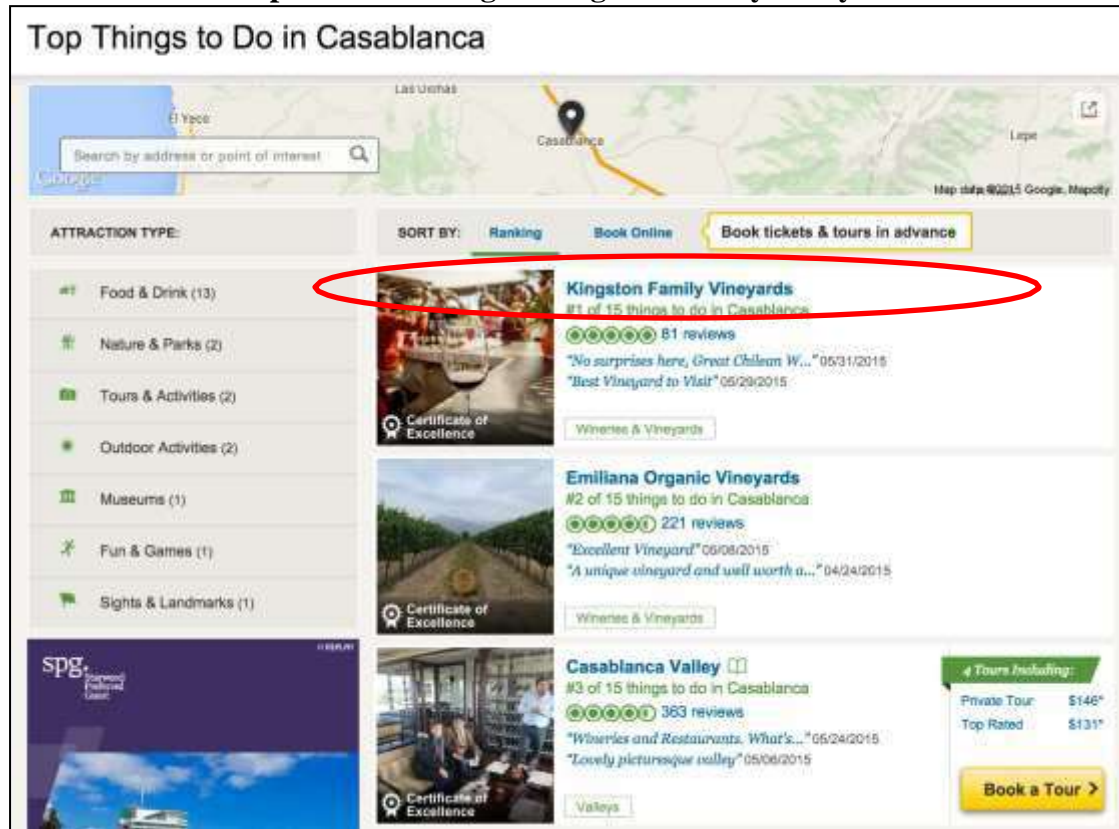 Top Things to Do in Casablanca
El Yeco
Casablanca
Lepe
Search by address or point of interest
Google
Map data ©2015 Google, Mapcity
ATTRACTION TYPE:
SORT BY: Ranking Book Online Book tickets & tours in advance
Food & Drink (13)
Nature & Parks (2)
Tours & Activities (2)
Outdoor Activities (2)
Museums (1)
Fun & Games (1)
Sights & Landmarks (1)
spg.
Starwood
Preferred
Guest
Kingston Family Vineyards
#1 of 15 things to do in Casablanca
81 reviews
"No surprises here, Great Chilean W..." 05/31/2015
"Best Vineyard to Visit" 05/29/2015
Certificate of
Excellence
Wineries & Vineyards
Emiliana Organic Vineyards
#2 of 15 things to do in Casablanca
221 reviews
"Excellent Vineyard" 06/08/2015
"A unique vineyard and well worth a..." 04/24/2015
Certificate of
Excellence
Wineries & Vineyards
Casablanca Valley
#3 of 15 things to do in Casablanca
363 reviews
"Wineries and Restaurants. What's..." 05/24/2015
"Lovely picturesque valley" 05/06/2015
Certificate of
Excellence
Valleys
4 Tours Including:
Private Tour $146*
Top Rated $131*
Book a Tour >